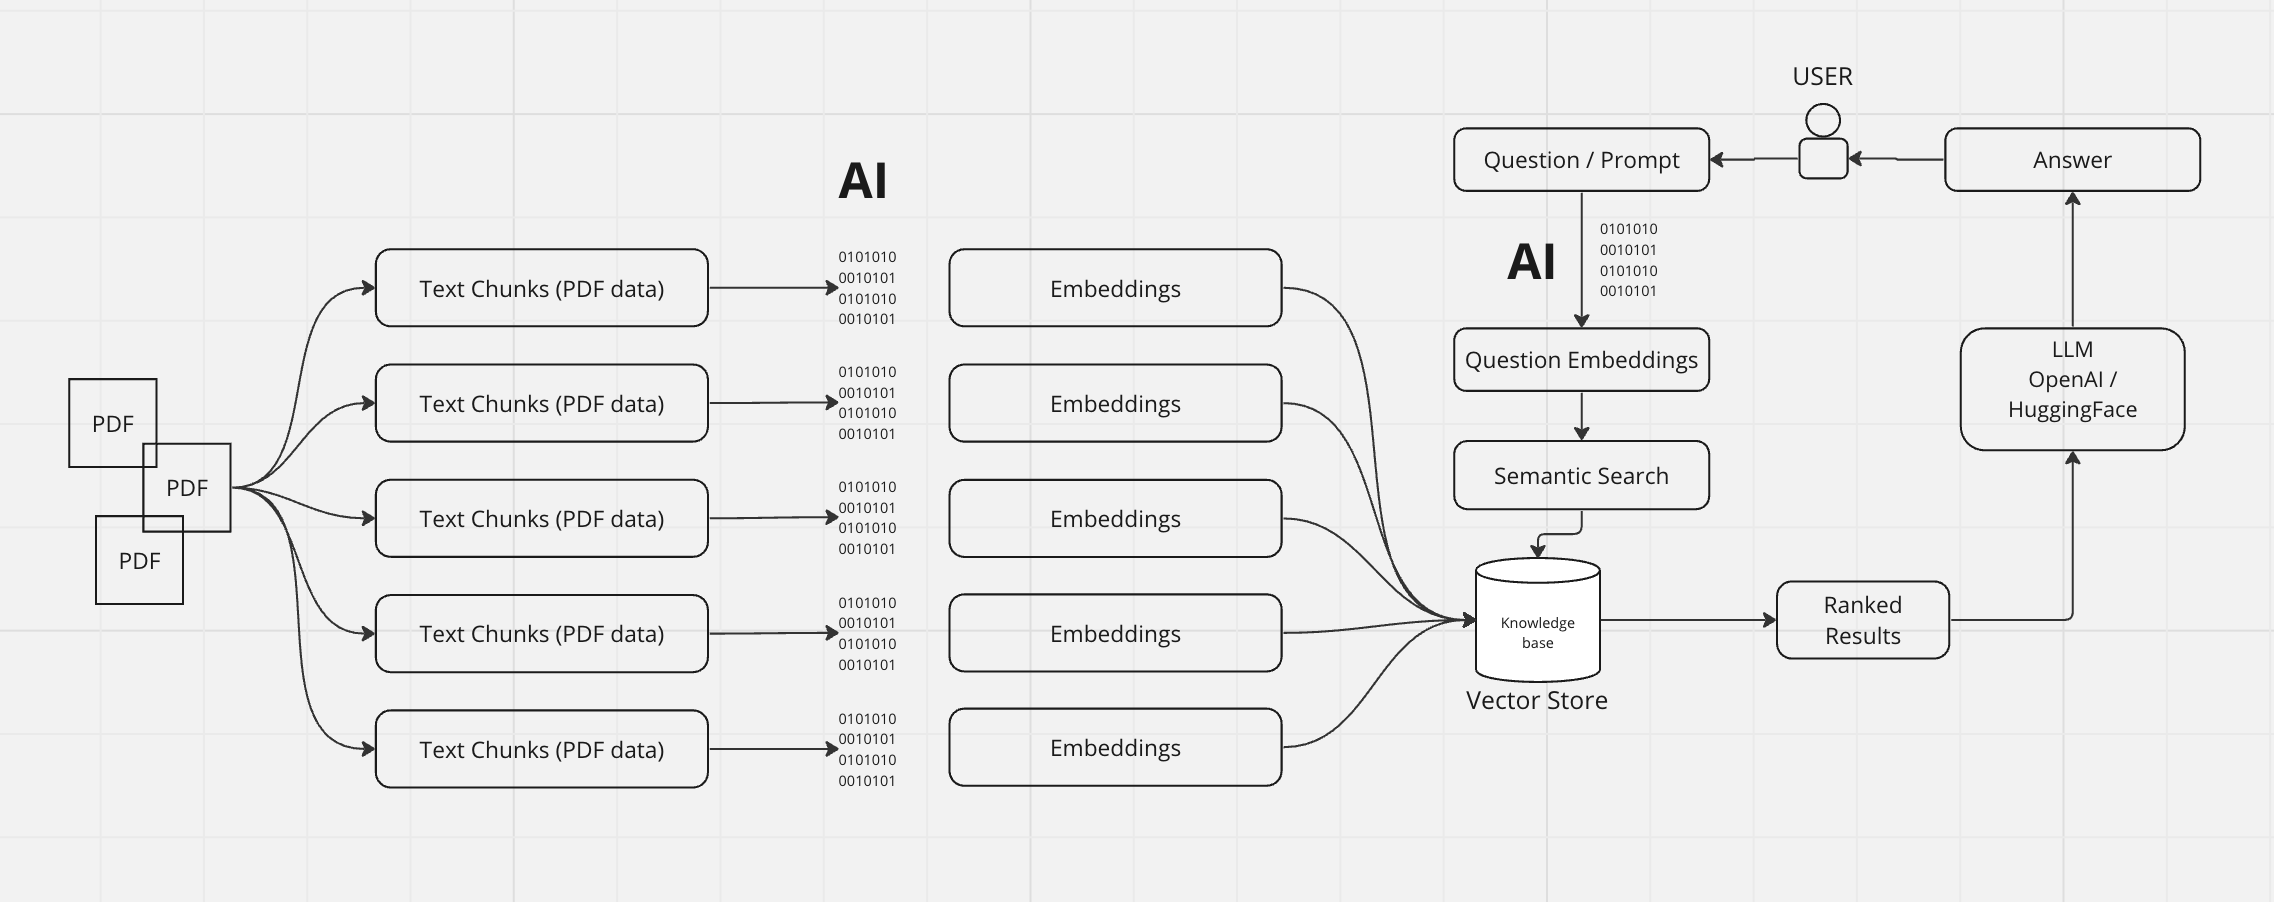 USER
Question / Prompt
Answer
AI
0101010
0010101
0101010
0010101
AI
Text Chunks (PDF data)
0101010
0010101
0101010
0010101
Embeddings
LLM
OpenAI /
HuggingFace
Question Embeddings
PDF
Text Chunks (PDF data)
0101010
0010101
0101010
0010101
Embeddings
Semantic Search
PDF
Text Chunks (PDF data)
0101010
0010101
0101010
0010101
Embeddings
PDF
Text Chunks (PDF data)
0101010
0010101
0101010
0010101
Embeddings
Knowledge
base
Vector Store
Ranked
Results
Text Chunks (PDF data)
0101010
0010101
0101010
0010101
Embeddings